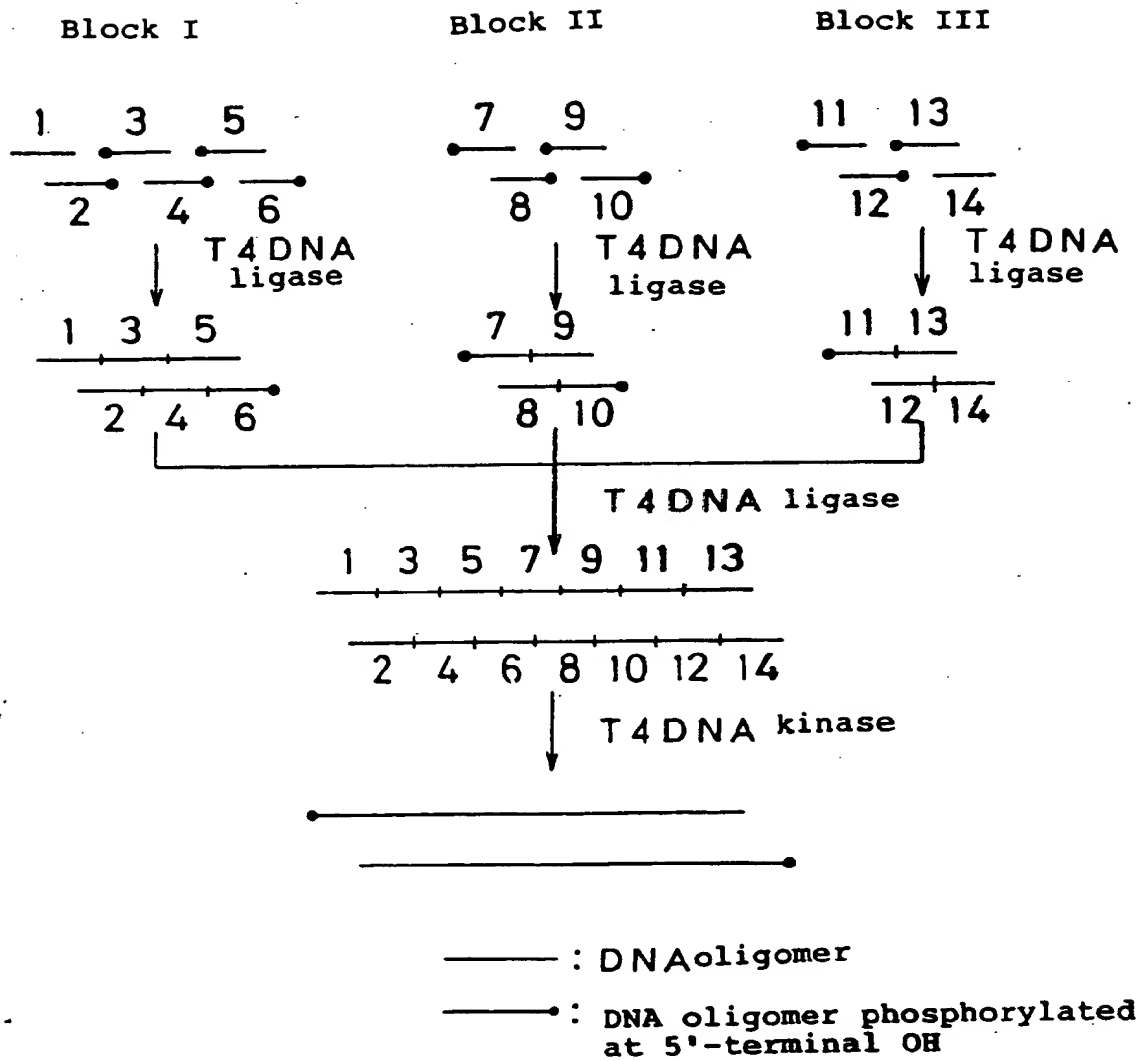 Block I Block II Block III
1 3 5 7 9 11 13
2 4 6 8 10 12 14
T4DNA ligase T4DNA ligase T4DNA ligase
1 3 5 7 9 11 13
2 4 6 8 10 12 14
T4DNA ligase
1 3 5 7 9 11 13
2 4 6 8 10 12 14
T4DNA kinase
: DNA oligomer
: DNA oligomer phosphorylated
at 5'-terminal OH